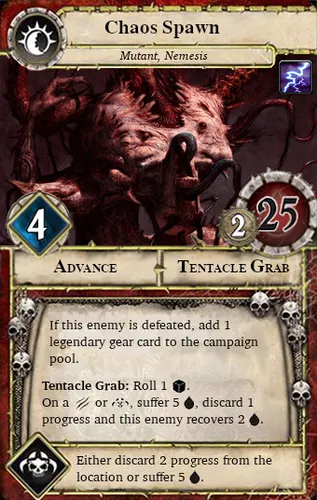 Chaos Spawn
Mutant, Nemesis
4
2
25
ADVANCE
TENTACLE GRAB
If this enemy is defeated, add 1
legendary gear card to the campaign
pool.
Tentacle Grab: Roll 1 .
On a or , suffer 5 , discard 1
progress and this enemy recovers 2 .
Either discard 2 progress from the
location or suffer 5 .